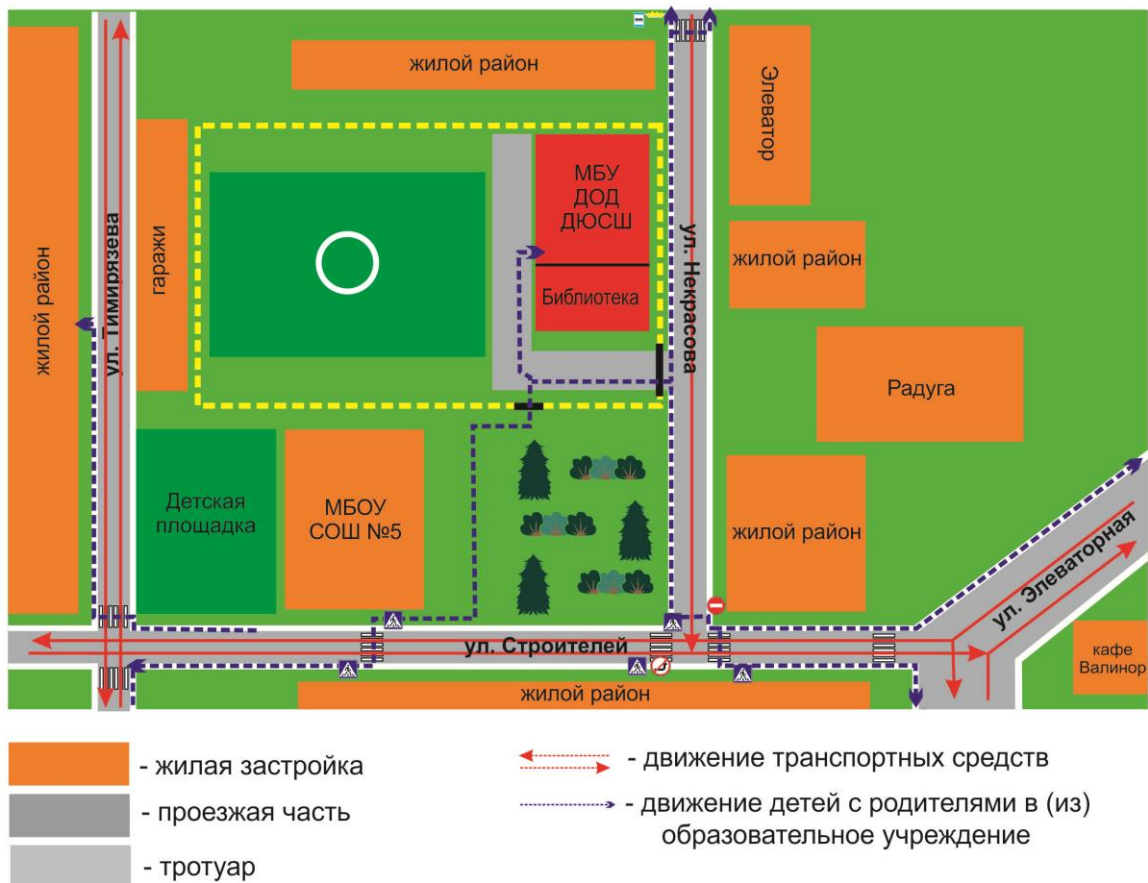 жилой район
Элеватор
МБУ
ДОД
ДЮСШ
ул. Тимирязева
гаражи
жилой район
ул. Некрасова
жилой район
Библиотека
Радуга
Детская
площадка
МБОУ
СОШ №5
жилой район
ул. Элеваторная
ул. Строителей
кафе
Валинор
жилой район
- жилая застройка
- проезжая часть
- тротуар
- движение транспортных средств
- движение детей с родителями в (из)
образовательное учреждение